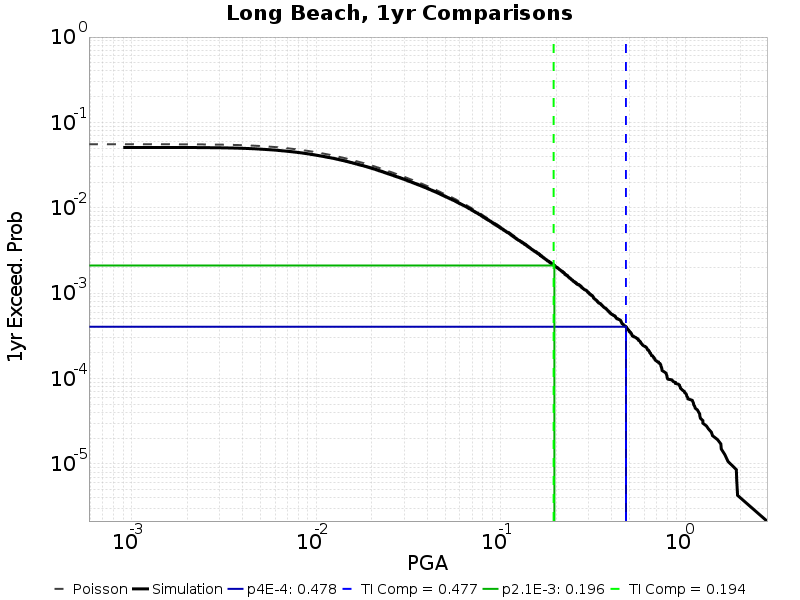 Long Beach, 1yr Comparisons
1yr Exceed. Prob
10^0
10^-1
10^-2
10^-3
10^-4
10^-5
10^-3 10^-2 10^-1 10^0
PGA
Poisson Simulation p4E-4: 0.478 TI Comp = 0.477 p2.1E-3: 0.196 TI Comp = 0.194